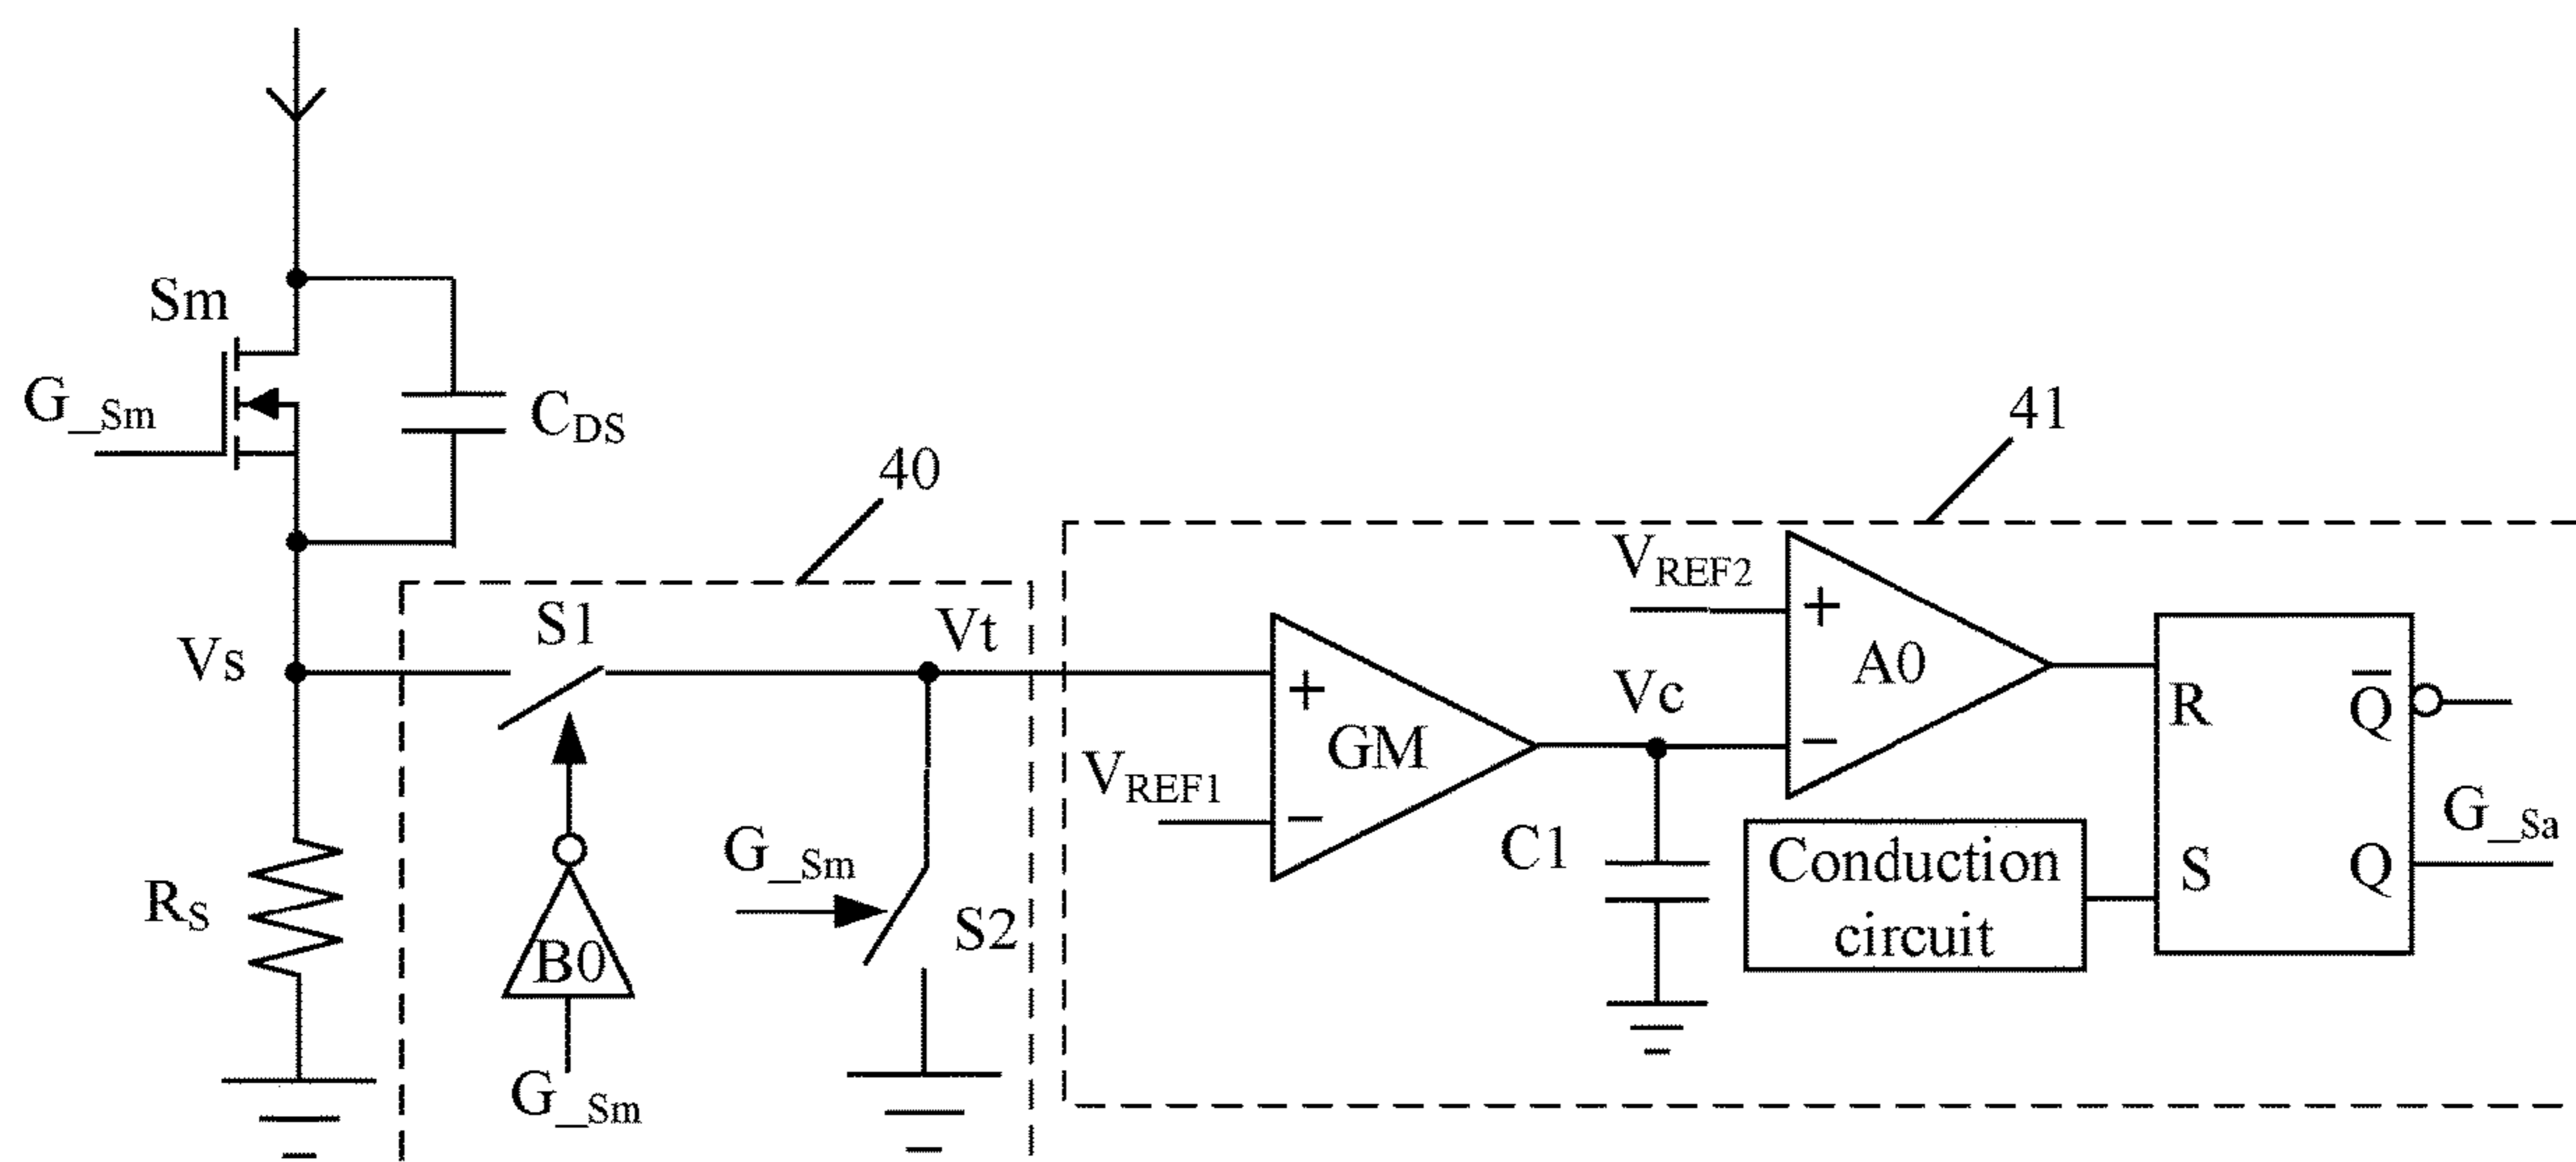 Sm
G_Sm
CDS
40
41
Vs
S1
Vt
VREF2
+
A0
−
R
Q̅
S
Q
G_Sa
+
GM
−
VREF1
Vc
C1
Conduction
circuit
RS
B0
G_Sm
G_Sm
S2